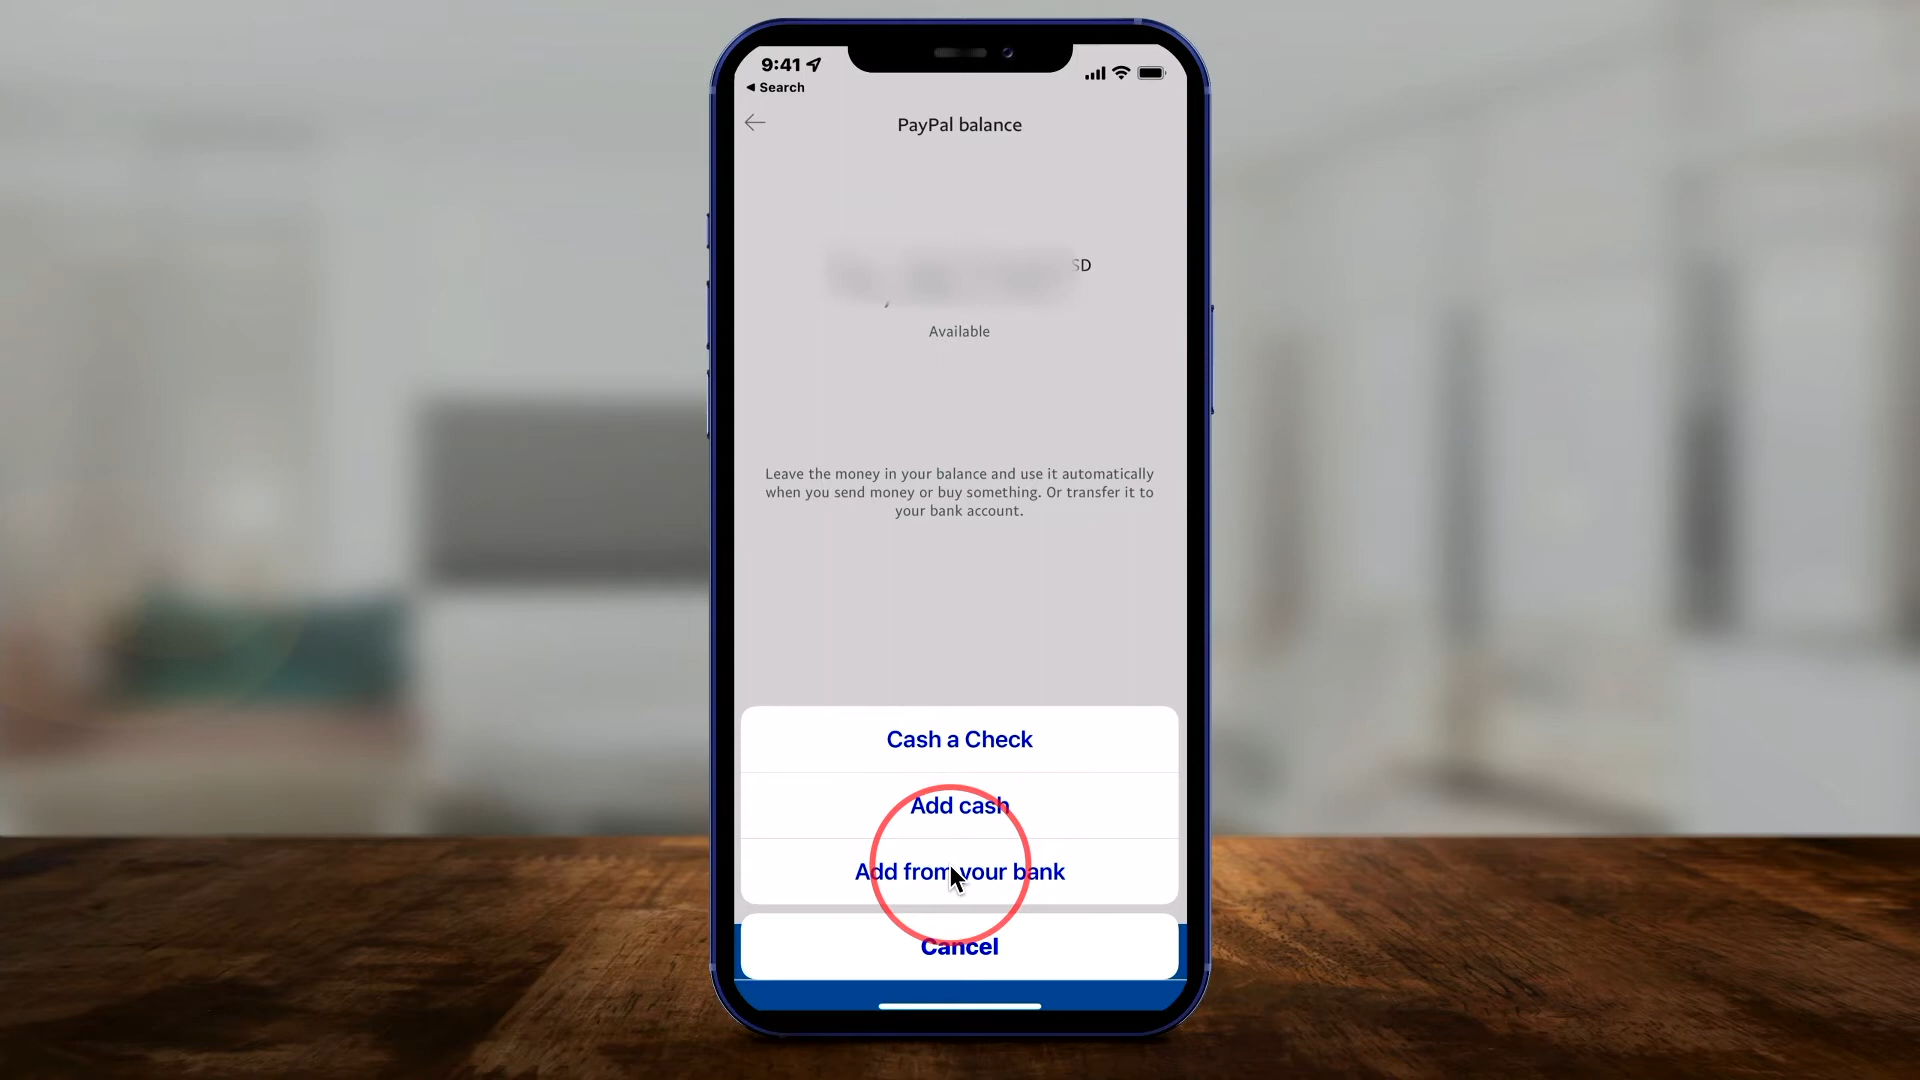 9:41
◀ Search
PayPal balance
SD
Available
Leave the money in your balance and use it automatically
when you send money or buy something. Or transfer it to
your bank account.
Cash a Check
Add cash
Add from your bank
Cancel